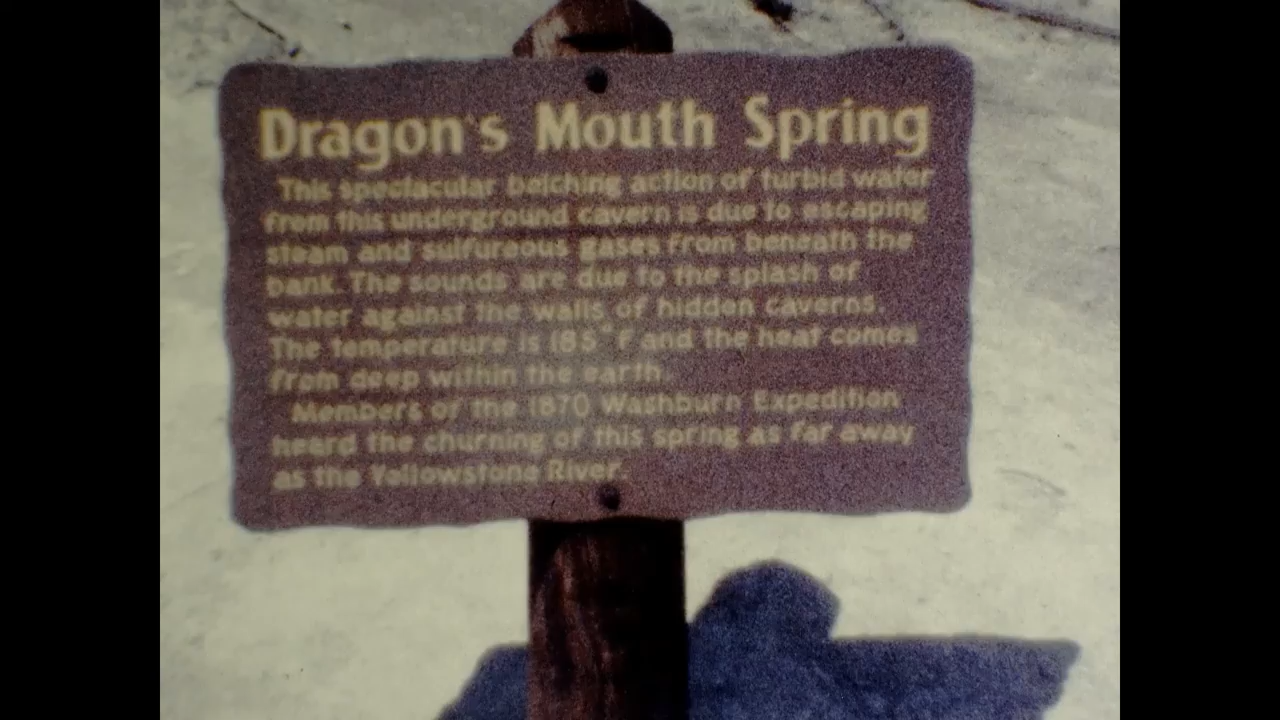 Dragon's Mouth Spring
This spectacular belching action of turbid water
from this underground cavern is due to escaping
steam and sulfureous gases from beneath the
bank. The sounds are due to the splash of
water against the walls of hidden caverns.
The temperature is 185° F and the heat comes
from deep within the earth.
Members of the 1870 Washburn Expedition
heard the churning of this spring as far away
as the Yellowstone River.